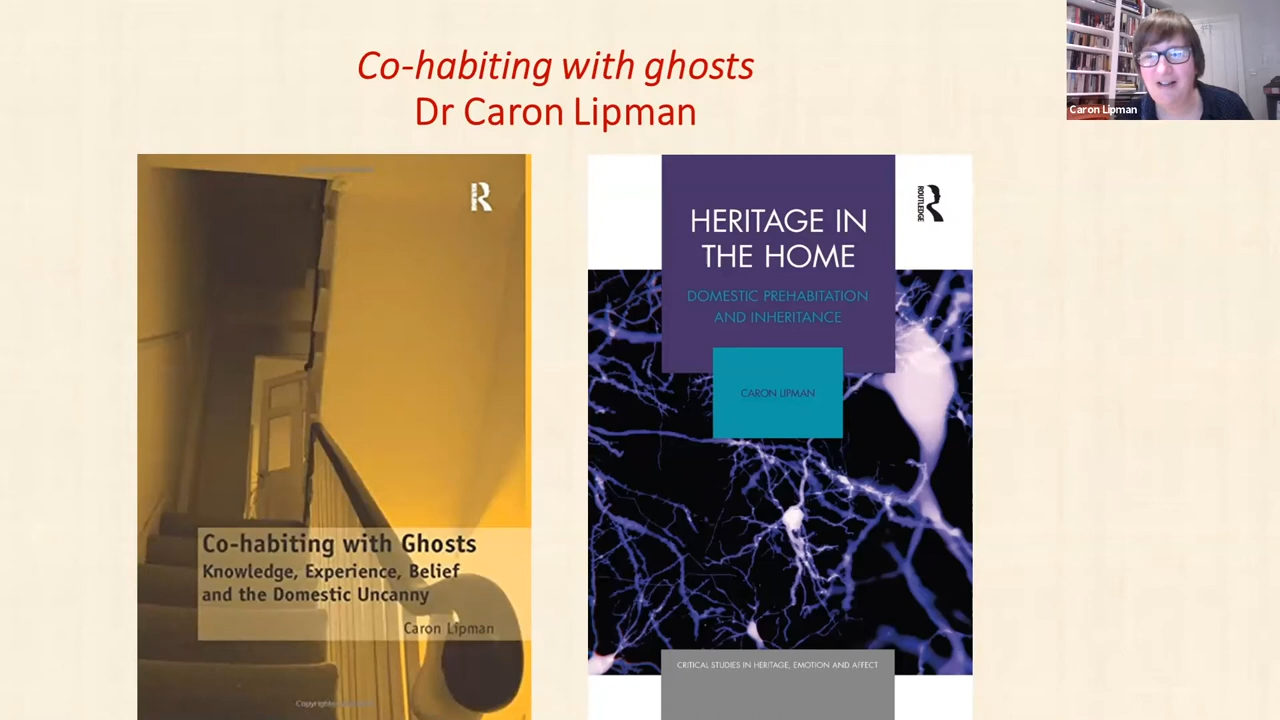 Co-habiting with ghosts
Dr Caron Lipman
Caron Lipman
R
ROUTLEDGE
HERITAGE IN
THE HOME
DOMESTIC PREHABITATION
AND INHERITANCE
CARON LIPMAN
Co-habiting with Ghosts
Knowledge, Experience, Belief
and the Domestic Uncanny
Caron Lipman
CRITICAL STUDIES IN HERITAGE, EMOTION AND AFFECT